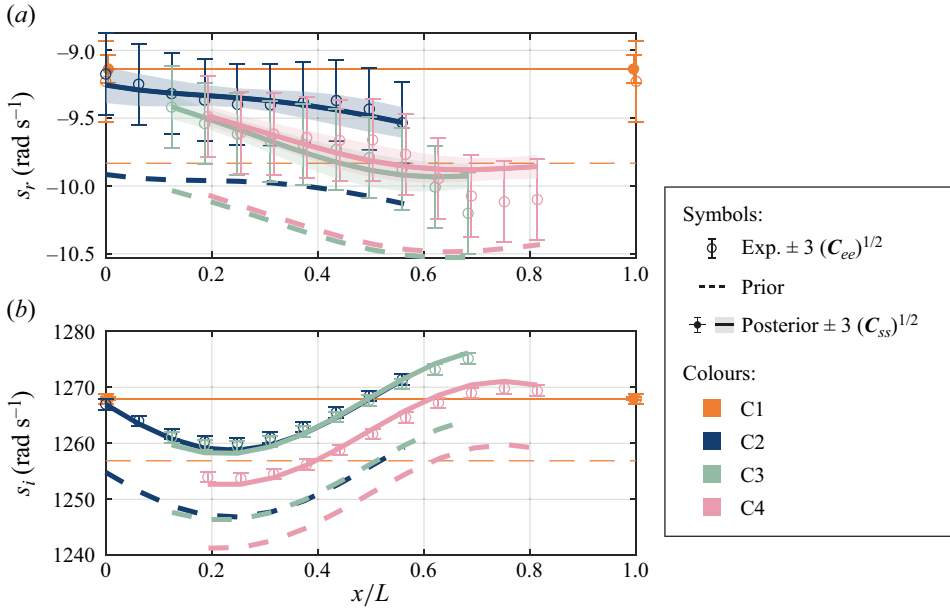 (a)
−9.0
−9.5
−10.0
−10.5
s_r (rad s⁻¹)
0 0.2 0.4 0.6 0.8 1.0
(b)
1280
1270
1260
1250
1240
s_i (rad s⁻¹)
0 0.2 0.4 0.6 0.8 1.0
x/L
Symbols:
Exp. ± 3 (C_ee)^1/2
Prior
Posterior ± 3 (C_ss)^1/2
Colours:
C1
C2
C3
C4